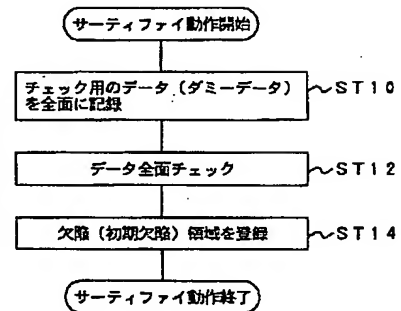 サーティファイ動作開始
チェック用のデータ(ダミーデータ)
を全面に記録
ST10
データ全面チェック
ST12
欠陥(初期欠陥)領域を登録
ST14
サーティファイ動作終了